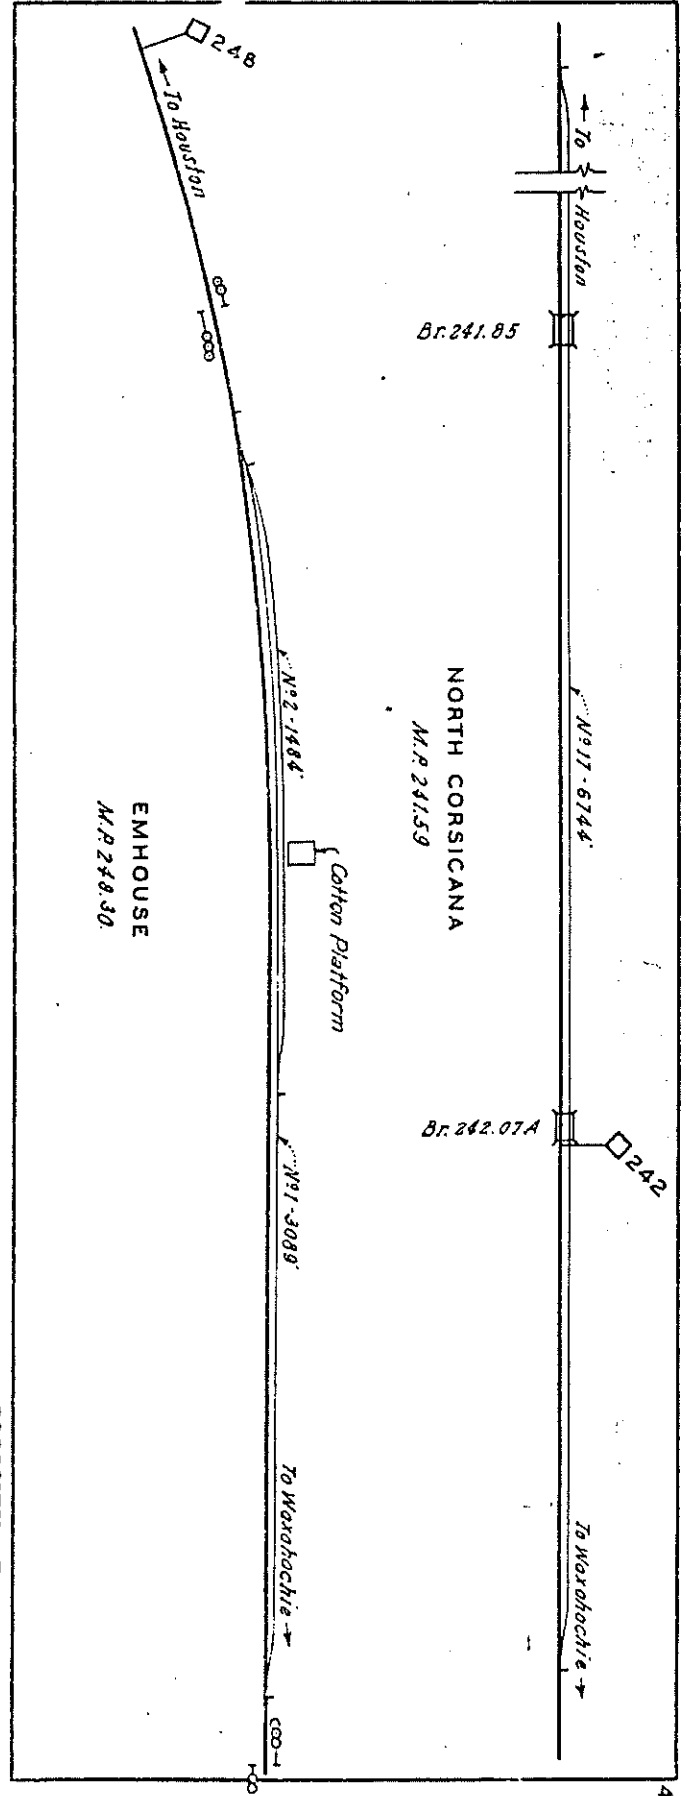 ← To Houston
Br. 241.85
Nº 17 - 6744'
NORTH CORSICANA
M.P. 241.59
Br. 242.07A
242
To Waxahachie →
248
← To Houston
Nº 2 - 1484'
Cotton Platform
EMHOUSE
M.P. 248.30.
Nº 1 - 3089'
To Waxahachie →
4